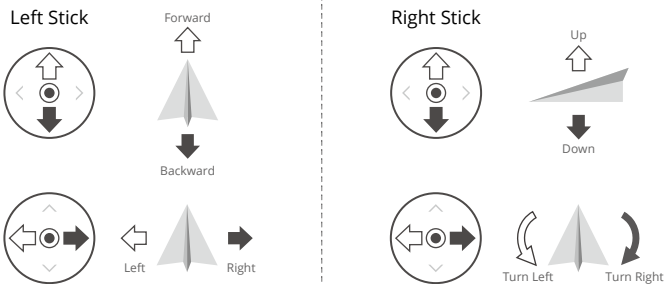 Left Stick
Forward
Backward
Left
Right
Right Stick
Up
Down
Turn Left
Turn Right